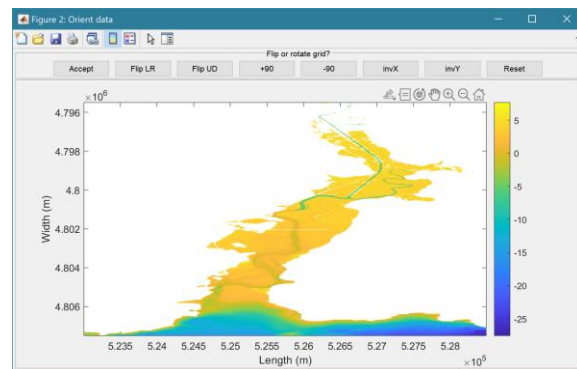 Figure 2: Orient data
Flip or rotate grid?
Accept Flip LR Flip UD +90 -90 invX invY Reset
×10⁶
4.796
4.798
4.8
4.802
4.804
4.806
Width (m)
5
0
-5
-10
-15
-20
-25
5.235 5.24 5.245 5.25 5.255 5.26 5.265 5.27 5.275 5.28
Length (m)
×10⁵